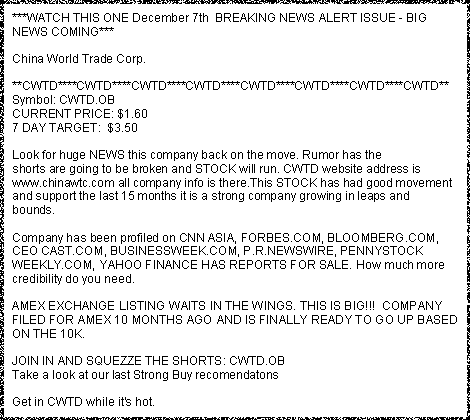 ***WATCH THIS ONE December 7th  BREAKING NEWS ALERT ISSUE - BIG
NEWS COMING***
China World Trade Corp.
**CWTD****CWTD****CWTD****CWTD****CWTD****CWTD****CWTD****CWTD**
Symbol: CWTD.OB
CURRENT PRICE: $1.60
7 DAY TARGET:  $3.50
Look for huge NEWS this company back on the move. Rumor has the
shorts are going to be broken and STOCK will run. CWTD website address is
www.chinawtc.com all company info is there.This STOCK has had good movement
and support the last 15 months it is a strong company growing in leaps and
bounds.
Company has been profiled on CNN ASIA, FORBES.COM, BLOOMBERG.COM,
CEO CAST.COM, BUSINESSWEEK.COM, P.R.NEWSWIRE, PENNYSTOCK
WEEKLY.COM, YAHOO FINANCE HAS REPORTS FOR SALE. How much more
credibility do you need.
AMEX EXCHANGE LISTING WAITS IN THE WINGS. THIS IS BIG!!!  COMPANY
FILED FOR AMEX 10 MONTHS AGO AND IS FINALLY READY TO GO UP BASED
ON THE 10K.
JOIN IN AND SQUEZZE THE SHORTS: CWTD.OB
Take a look at our last Strong Buy recomendatons
Get in CWTD while it's hot.